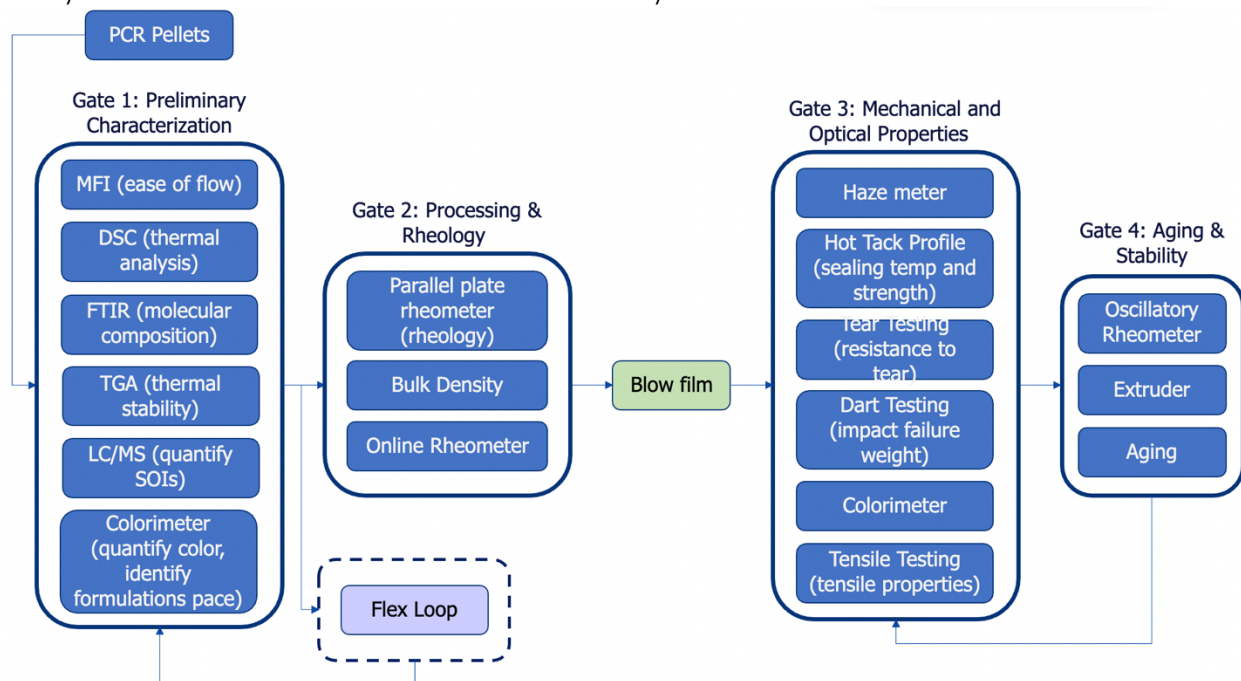 PCR Pellets
Gate 1: Preliminary
Characterization
MFI (ease of flow)
DSC (thermal
analysis)
FTIR (molecular
composition)
TGA (thermal
stability)
LC/MS (quantify
SOIs)
Colorimeter
(quantify color,
identify
formulations pace)
Gate 2: Processing &
Rheology
Parallel plate
rheometer
(rheology)
Bulk Density
Online Rheometer
Flex Loop
Blow film
Gate 3: Mechanical and
Optical Properties
Haze meter
Hot Tack Profile
(sealing temp and
strength)
Tear Testing
(resistance to
tear)
Dart Testing
(impact failure
weight)
Colorimeter
Tensile Testing
(tensile properties)
Gate 4: Aging &
Stability
Oscillatory
Rheometer
Extruder
Aging